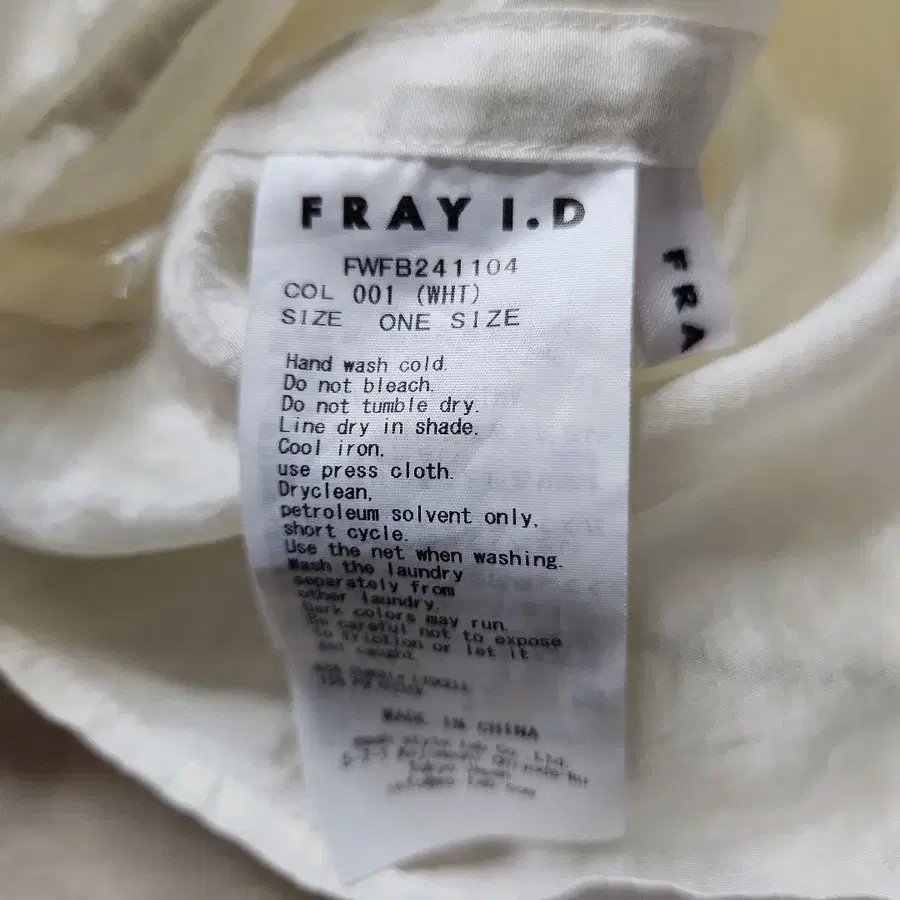 FRAY I.D
FWFB241104
COL 001 (WHT)
SIZE ONE SIZE
Hand wash cold.
Do not bleach.
Do not tumble dry.
Line dry in shade.
Cool iron.
use press cloth.
Dryclean,
petroleum solvent only,
short cycle.
Use the net when washing.
Wash the laundry
separately from
other laundry.
Dark colors may run.
Be careful not to expose
to friction or let it
MADE IN CHINA
FRA